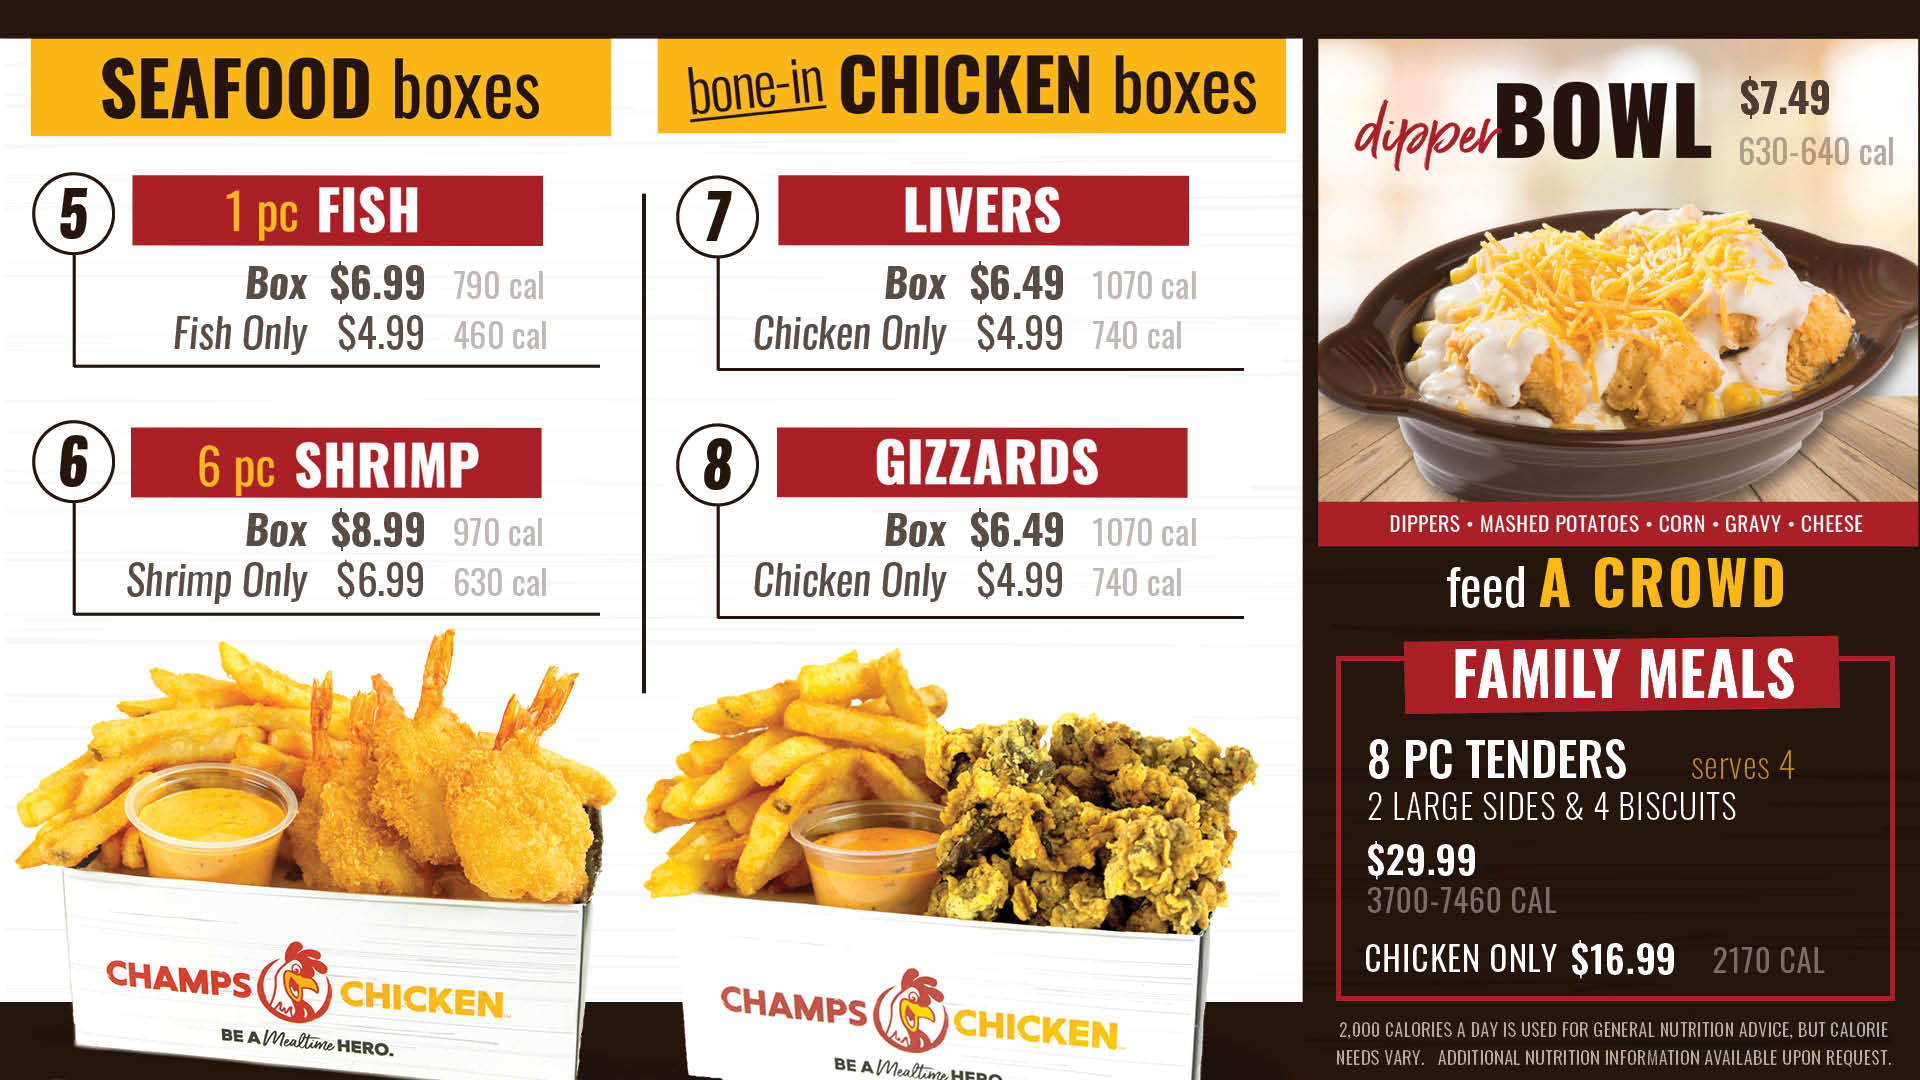 SEAFOOD boxes
5
1 pc FISH
Box $6.99 790 cal
Fish Only $4.99 460 cal
6
6 pc SHRIMP
Box $8.99 970 cal
Shrimp Only $6.99 630 cal
CHAMPS CHICKEN
BE A Mealtime HERO.
bone-in CHICKEN boxes
7
LIVERS
Box $6.49 1070 cal
Chicken Only $4.99 740 cal
8
GIZZARDS
Box $6.49 1070 cal
Chicken Only $4.99 740 cal
CHAMPS CHICKEN
BE A Mealtime HERO
dipper BOWL $7.49
630-640 cal
DIPPERS • MASHED POTATOES • CORN • GRAVY • CHEESE
feed A CROWD
FAMILY MEALS
8 PC TENDERS serves 4
2 LARGE SIDES & 4 BISCUITS
$29.99
3700-7460 CAL
CHICKEN ONLY $16.99 2170 CAL
2,000 CALORIES A DAY IS USED FOR GENERAL NUTRITION ADVICE, BUT CALORIE
NEEDS VARY. ADDITIONAL NUTRITION INFORMATION AVAILABLE UPON REQUEST.